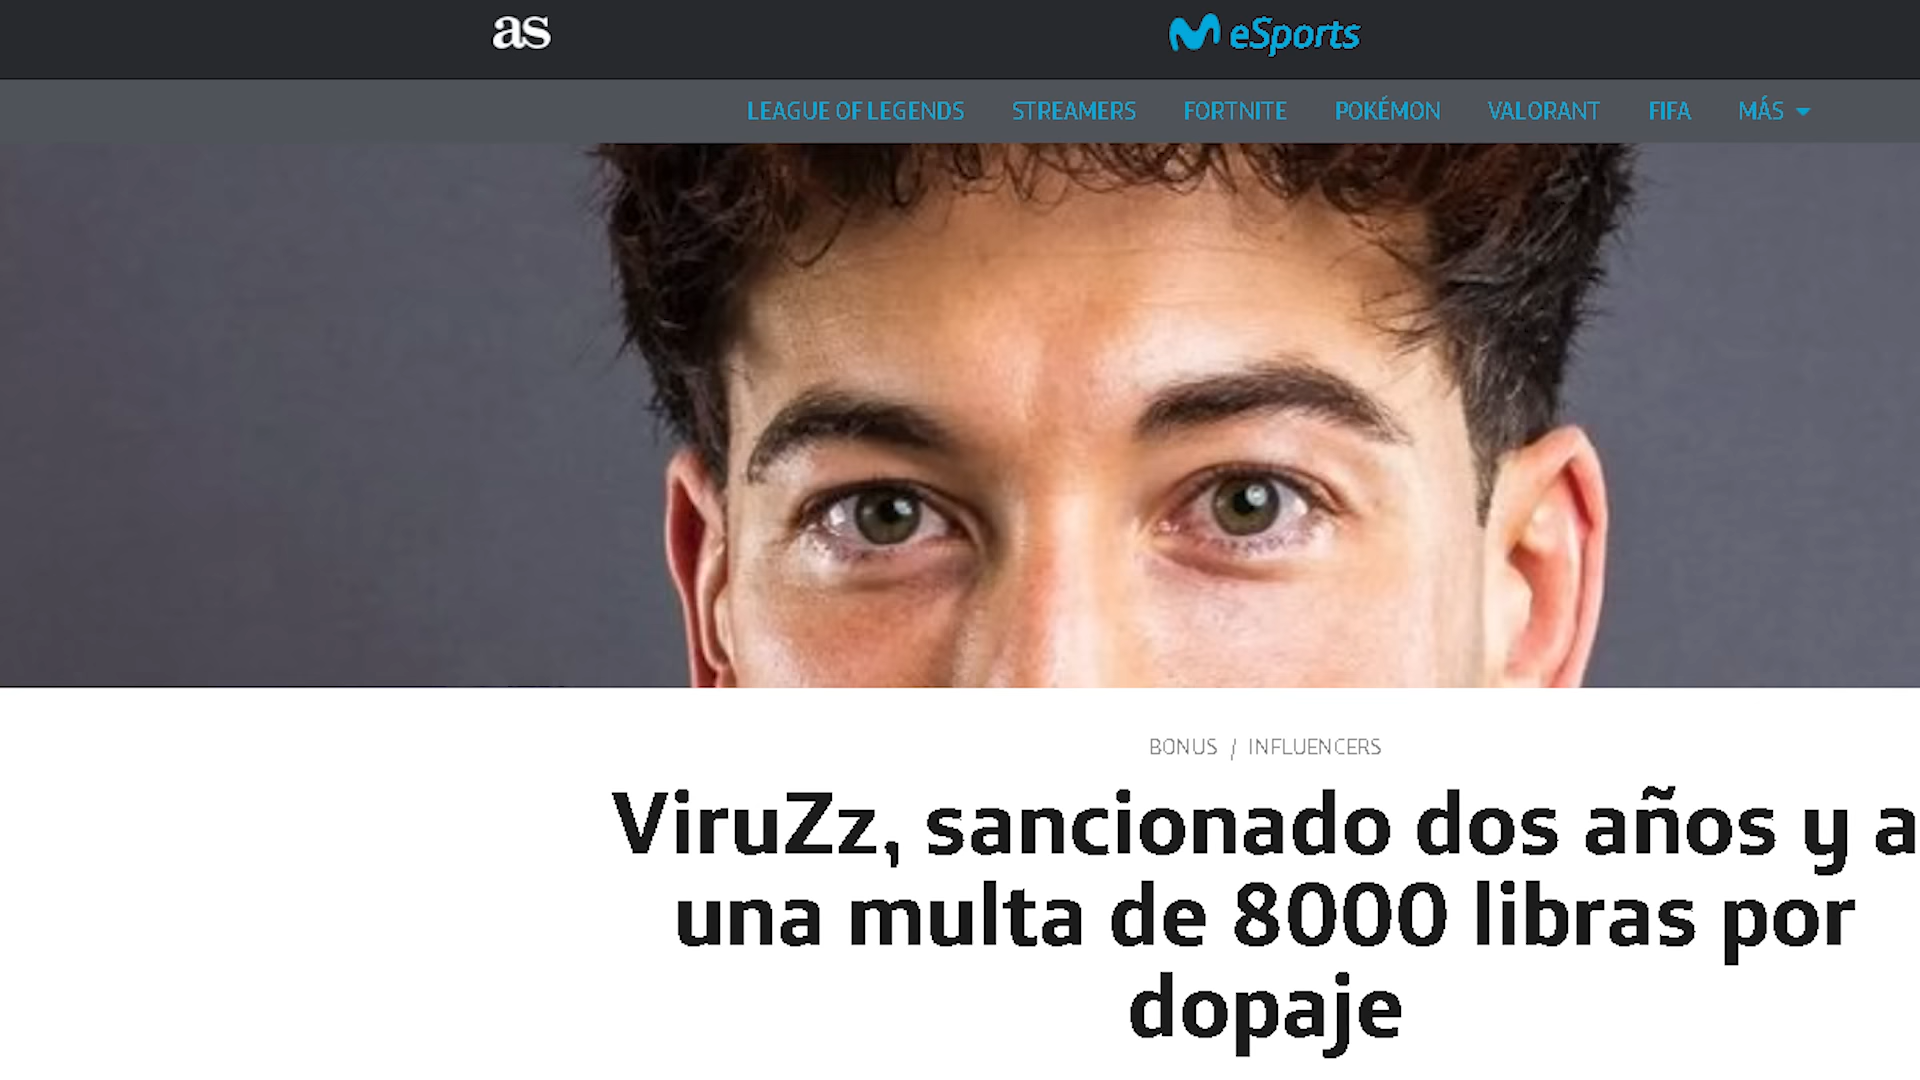 as
eSports
LEAGUE OF LEGENDS STREAMERS FORTNITE POKÉMON VALORANT FIFA MÁS
BONUS / INFLUENCERS
ViruZz, sancionado dos años y a
una multa de 8000 libras por
dopaje